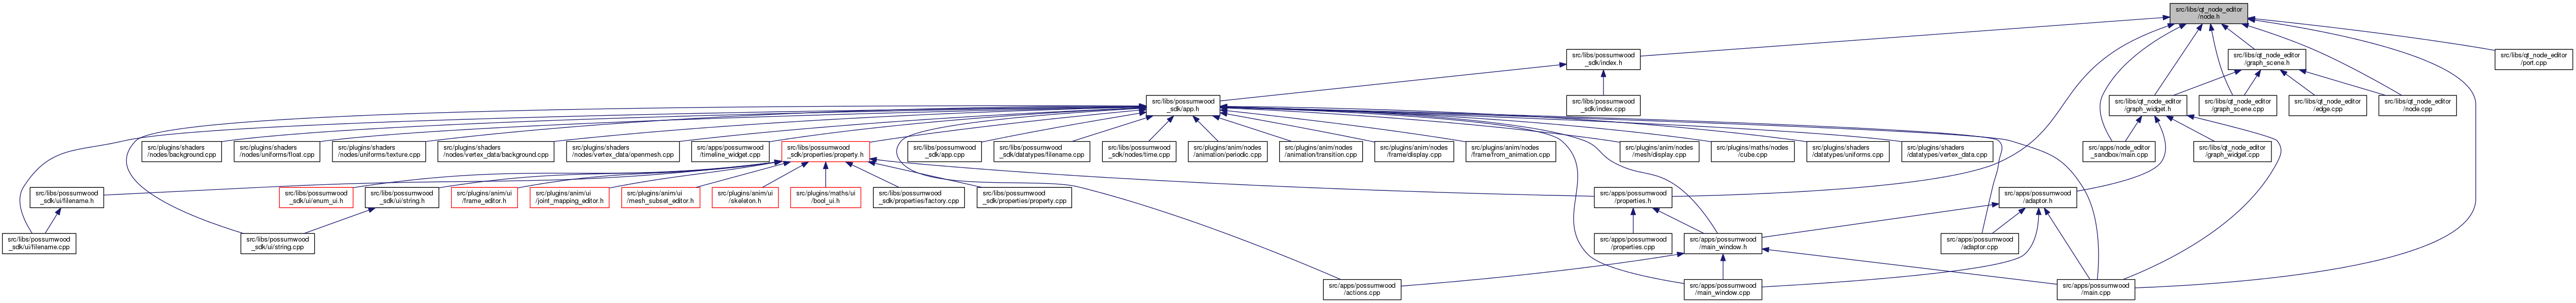 src/libs/qt_node_editor
/node.h
src/libs/possumwood
_sdk/index.h
src/libs/qt_node_editor
/graph_scene.h
src/libs/qt_node_editor
/port.cpp
src/libs/possumwood
_sdk/app.h
src/libs/possumwood
_sdk/index.cpp
src/libs/qt_node_editor
/graph_widget.h
src/libs/qt_node_editor
/graph_scene.cpp
src/libs/qt_node_editor
/edge.cpp
src/libs/qt_node_editor
/node.cpp
src/plugins/shaders
/nodes/background.cpp
src/plugins/shaders
/nodes/uniforms/float.cpp
src/plugins/shaders
/nodes/uniforms/texture.cpp
src/plugins/shaders
/nodes/vertex_data/background.cpp
src/plugins/shaders
/nodes/vertex_data/openmesh.cpp
src/apps/possumwood
/timeline_widget.cpp
src/libs/possumwood
_sdk/properties/property.h
src/libs/possumwood
_sdk/app.cpp
src/libs/possumwood
_sdk/datatypes/filename.cpp
src/libs/possumwood
_sdk/nodes/time.cpp
src/plugins/anim/nodes
/animation/periodic.cpp
src/plugins/anim/nodes
/animation/transition.cpp
src/plugins/anim/nodes
/frame/display.cpp
src/plugins/anim/nodes
/frame/from_animation.cpp
src/plugins/anim/nodes
/mesh/display.cpp
src/plugins/maths/nodes
/cube.cpp
src/plugins/shaders
/datatypes/uniforms.cpp
src/plugins/shaders
/datatypes/vertex_data.cpp
src/apps/node_editor
_sandbox/main.cpp
src/libs/qt_node_editor
/graph_widget.cpp
src/libs/possumwood
_sdk/ui/filename.h
src/libs/possumwood
_sdk/ui/enum_ui.h
src/libs/possumwood
_sdk/ui/string.h
src/plugins/anim/ui
/frame_editor.h
src/plugins/anim/ui
/joint_mapping_editor.h
src/plugins/anim/ui
/mesh_subset_editor.h
src/plugins/anim/ui
/skeleton.h
src/plugins/maths/ui
/bool_ui.h
src/libs/possumwood
_sdk/properties/factory.cpp
src/libs/possumwood
_sdk/properties/property.cpp
src/apps/possumwood
/properties.h
src/apps/possumwood
/adaptor.h
src/libs/possumwood
_sdk/ui/filename.cpp
src/libs/possumwood
_sdk/ui/string.cpp
src/apps/possumwood
/properties.cpp
src/apps/possumwood
/main_window.h
src/apps/possumwood
/adaptor.cpp
src/apps/possumwood
/actions.cpp
src/apps/possumwood
/main_window.cpp
src/apps/possumwood
/main.cpp